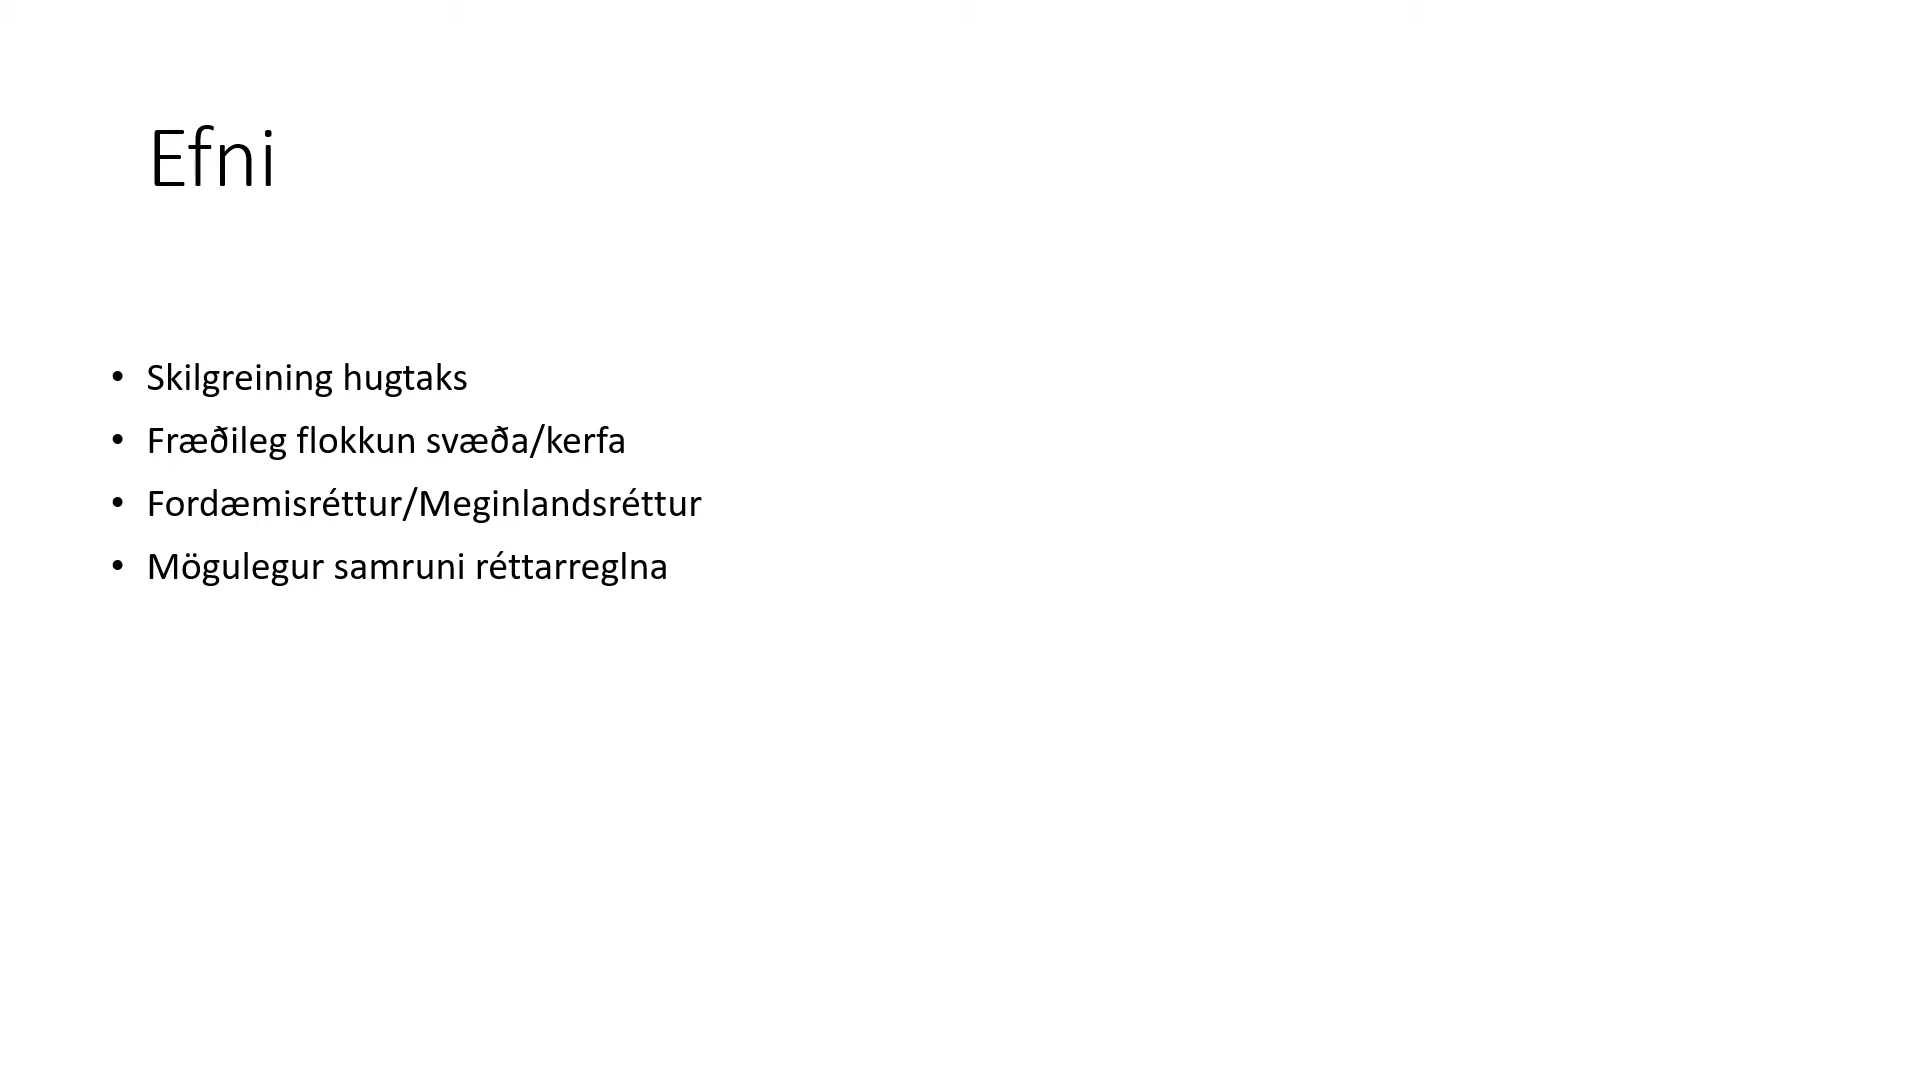 Efni
• Skilgreining hugtaks
• Fræðileg flokkun svæða/kerfa
• Fordæmisréttur/Meginlandsréttur
• Mögulegur samruni réttarreglna